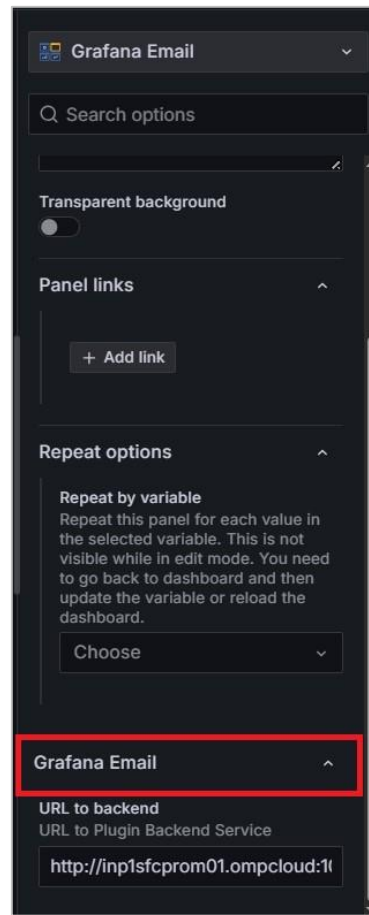 Grafana Email
Search options
Transparent background
Panel links
+ Add link
Repeat options
Repeat by variable
Repeat this panel for each value in
the selected variable. This is not
visible while in edit mode. You need
to go back to dashboard and then
update the variable or reload the
dashboard.
Choose
Grafana Email
URL to backend
URL to Plugin Backend Service
http://inp1sfcprom01.ompcloud:1(